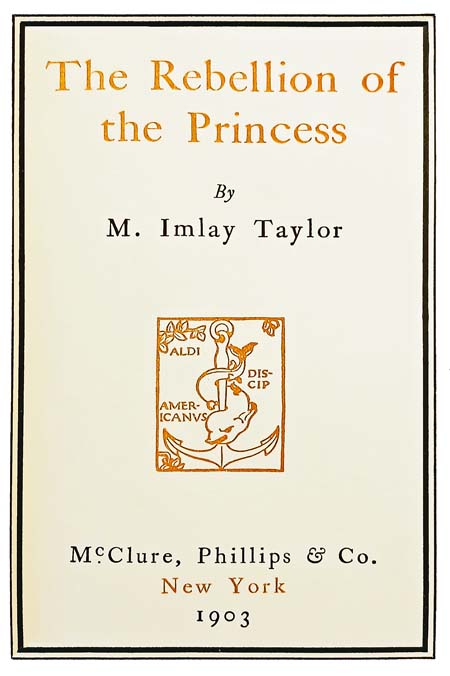 The Rebellion of
the Princess
By
M. Imlay Taylor
ALDI
DIS-
CIP
AMER-
ICANVS
McClure, Phillips & Co.
New York
1903